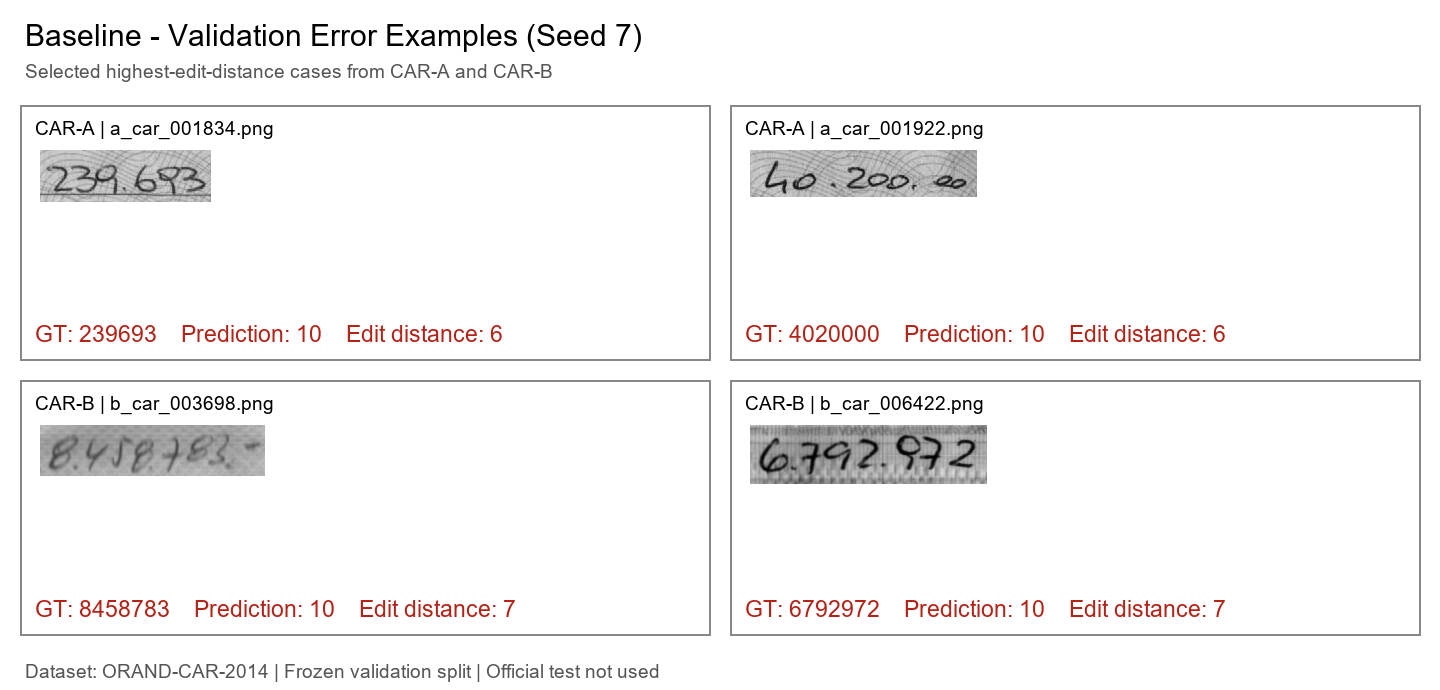 Baseline - Validation Error Examples (Seed 7)
Selected highest-edit-distance cases from CAR-A and CAR-B
CAR-A | a_car_001834.png
239.693
GT: 239693 Prediction: 10 Edit distance: 6
CAR-A | a_car_001922.png
40.200.00
GT: 4020000 Prediction: 10 Edit distance: 6
CAR-B | b_car_003698.png
8.458.783.-
GT: 8458783 Prediction: 10 Edit distance: 7
CAR-B | b_car_006422.png
6.792.972
GT: 6792972 Prediction: 10 Edit distance: 7
Dataset: ORAND-CAR-2014 | Frozen validation split | Official test not used